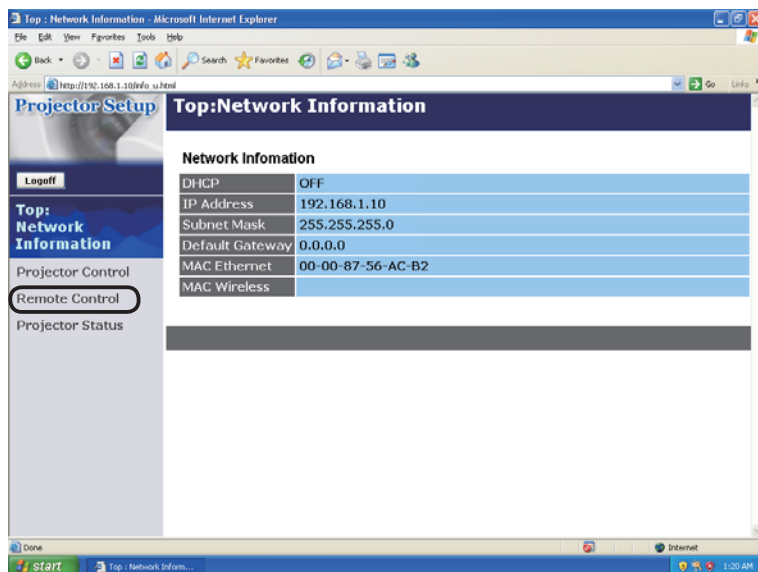 Top : Network Information - Microsoft Internet Explorer
File Edit View Favorites Tools Help
Back Search Favorites
Address http://192.168.1.10/info_u.html Go Links
Projector Setup
Top:Network Information
Logoff
Top:
Network
Information
Projector Control
Remote Control
Projector Status
Network Infomation
DHCP OFF
IP Address 192.168.1.10
Subnet Mask 255.255.255.0
Default Gateway 0.0.0.0
MAC Ethernet 00-00-87-56-AC-B2
MAC Wireless
Done Internet
start Top : Network Inform... 1:20 AM